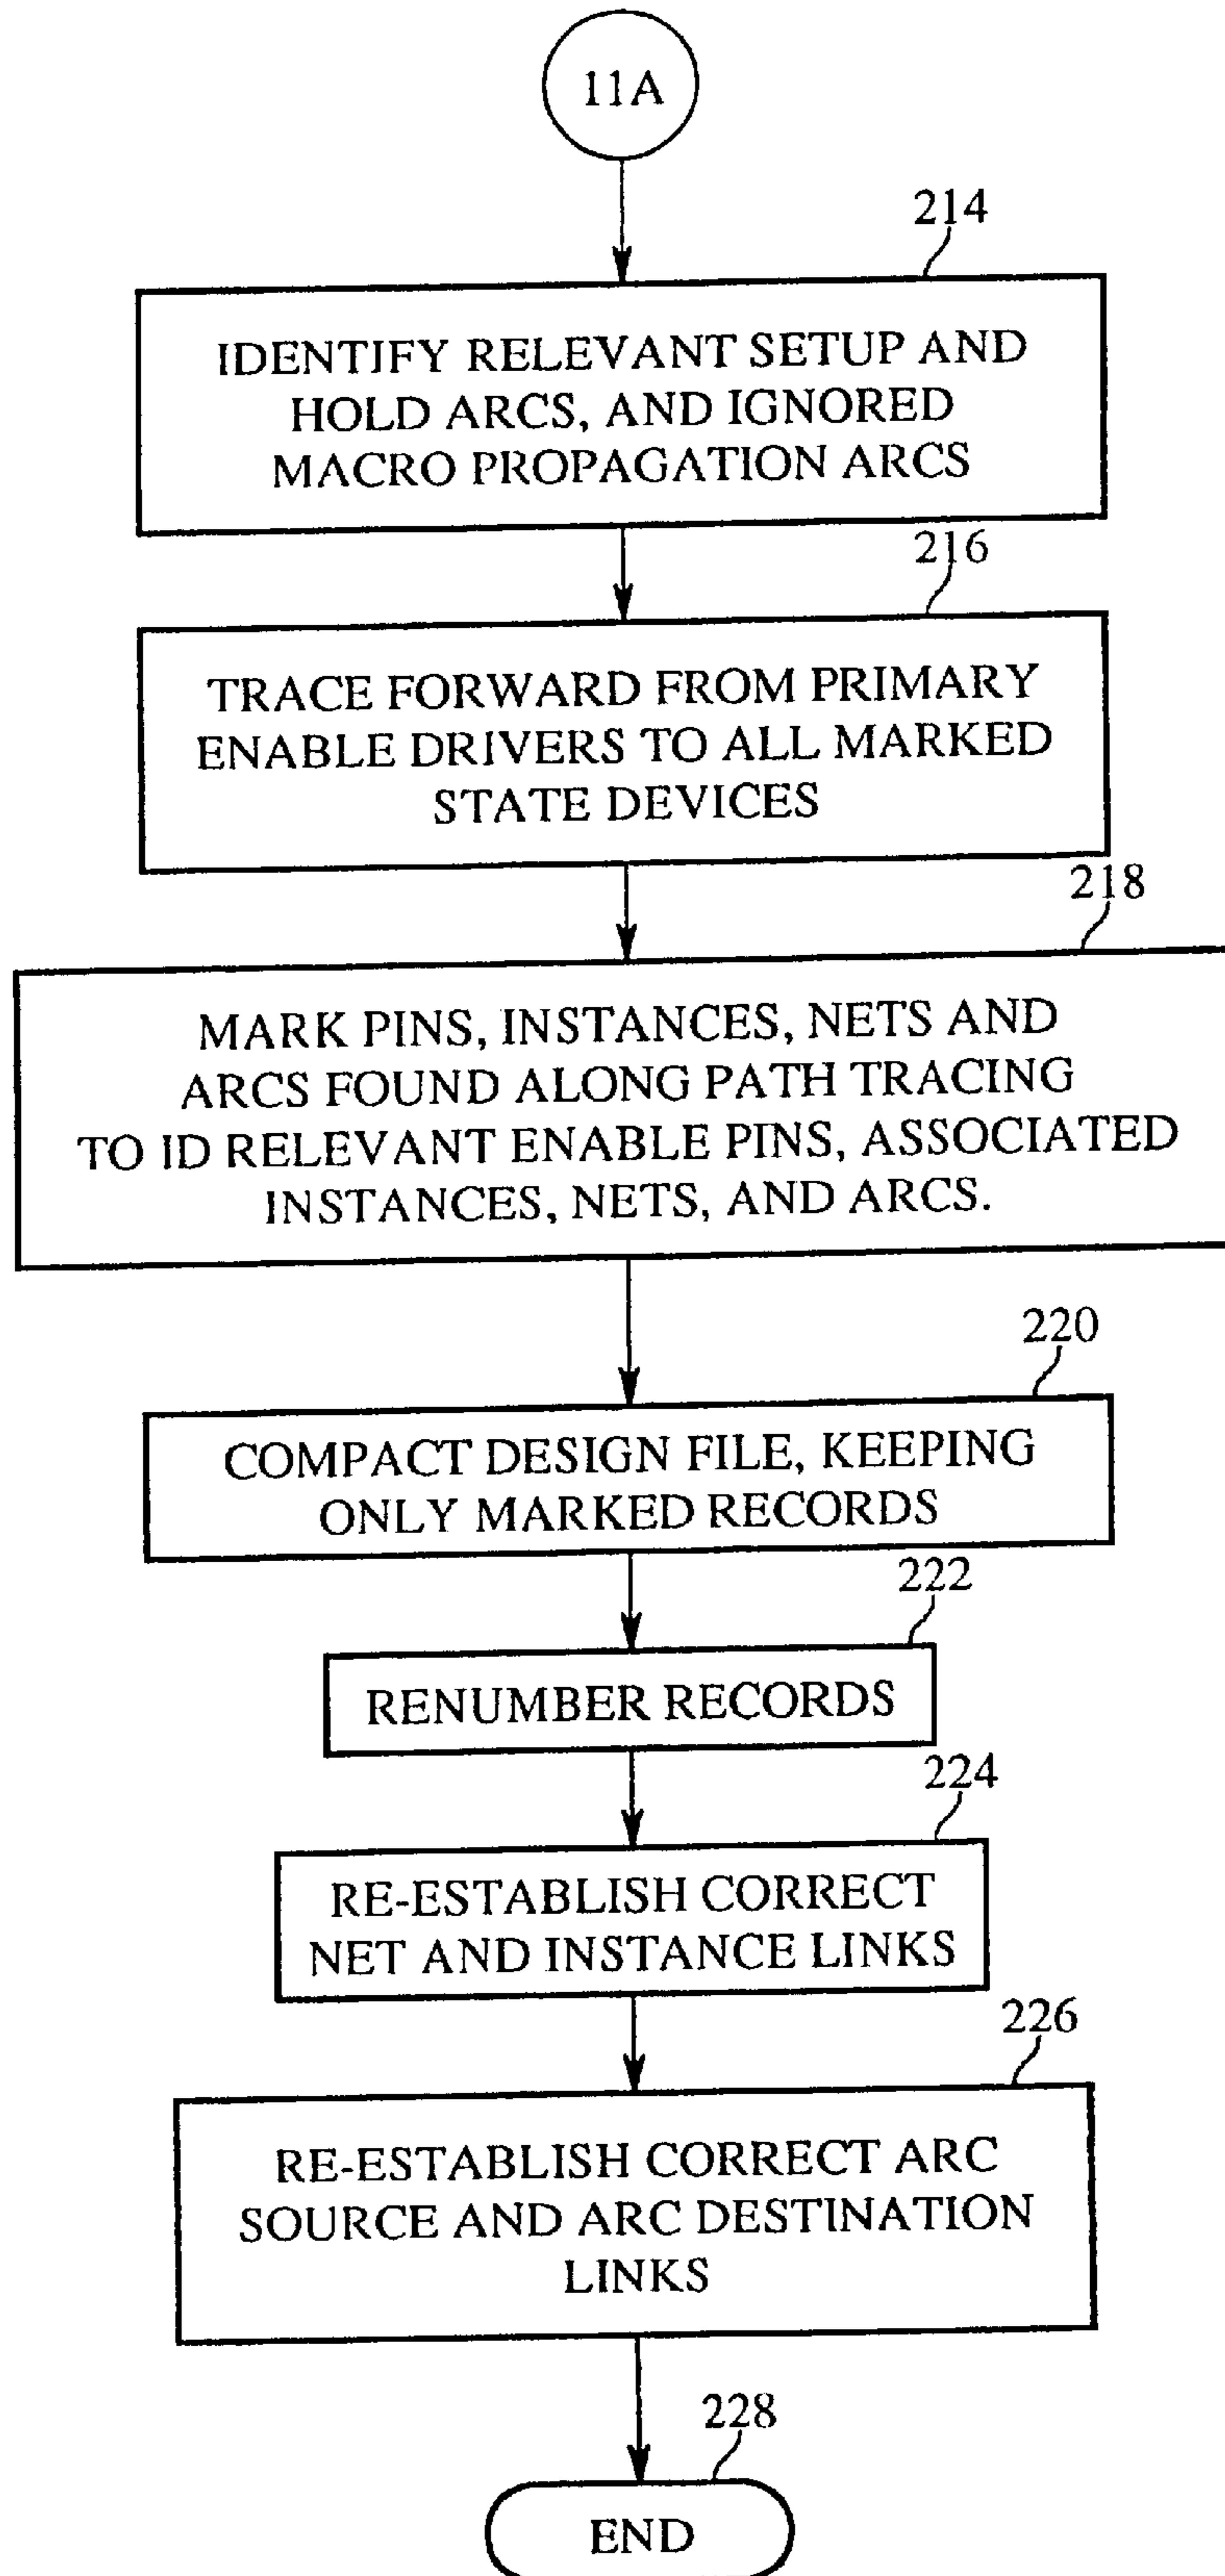 11A
214
IDENTIFY RELEVANT SETUP AND
HOLD ARCS, AND IGNORED
MACRO PROPAGATION ARCS
216
TRACE FORWARD FROM PRIMARY
ENABLE DRIVERS TO ALL MARKED
STATE DEVICES
218
MARK PINS, INSTANCES, NETS AND
ARCS FOUND ALONG PATH TRACING
TO ID RELEVANT ENABLE PINS, ASSOCIATED
INSTANCES, NETS, AND ARCS.
220
COMPACT DESIGN FILE, KEEPING
ONLY MARKED RECORDS
222
RENUMBER RECORDS
224
RE-ESTABLISH CORRECT
NET AND INSTANCE LINKS
226
RE-ESTABLISH CORRECT ARC
SOURCE AND ARC DESTINATION
LINKS
228
END